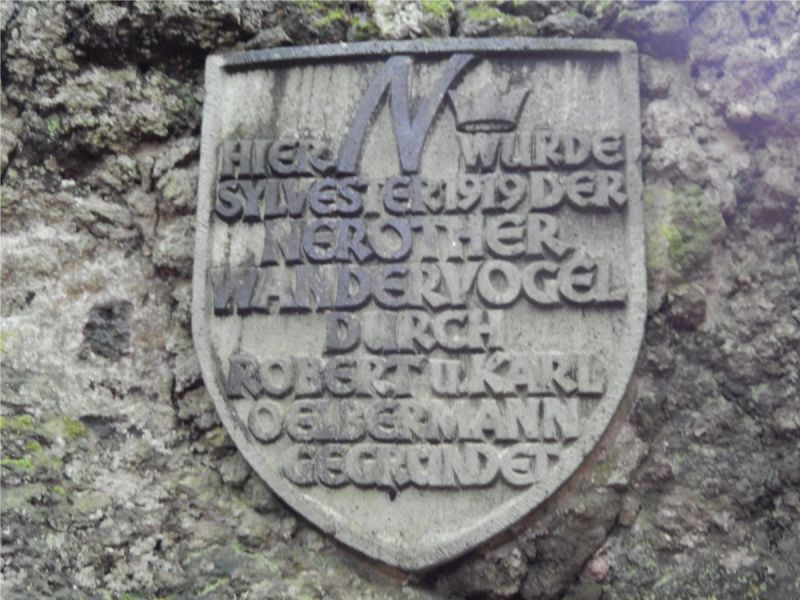 N
HIER WURDE
SYLVESTER 1919 DER
NEROTHER
WANDERVOGEL
DURCH
ROBERT U. KARL
OELBERMANN
GEGRÜNDET